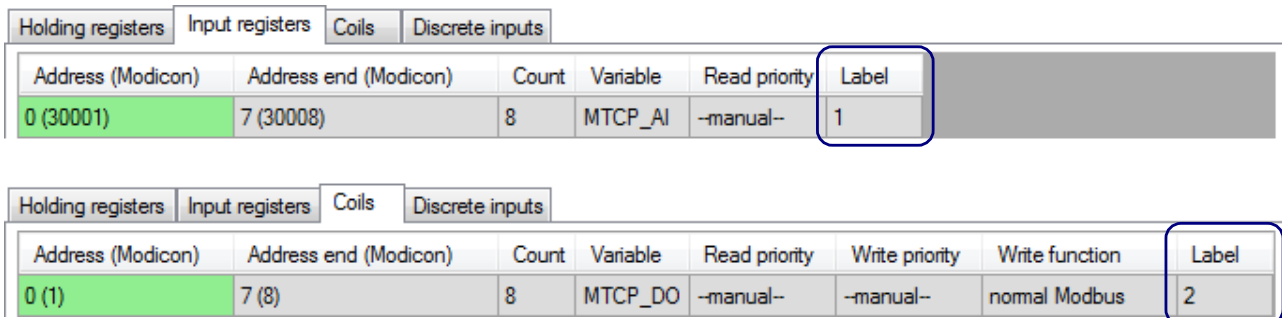 Holding registers Input registers Coils Discrete inputs
Address (Modicon) Address end (Modicon) Count Variable Read priority Label
0 (30001) 7 (30008) 8 MTCP_AI --manual-- 1
Holding registers Input registers Coils Discrete inputs
Address (Modicon) Address end (Modicon) Count Variable Read priority Write priority Write function Label
0 (1) 7 (8) 8 MTCP_DO --manual-- --manual-- normal Modbus 2